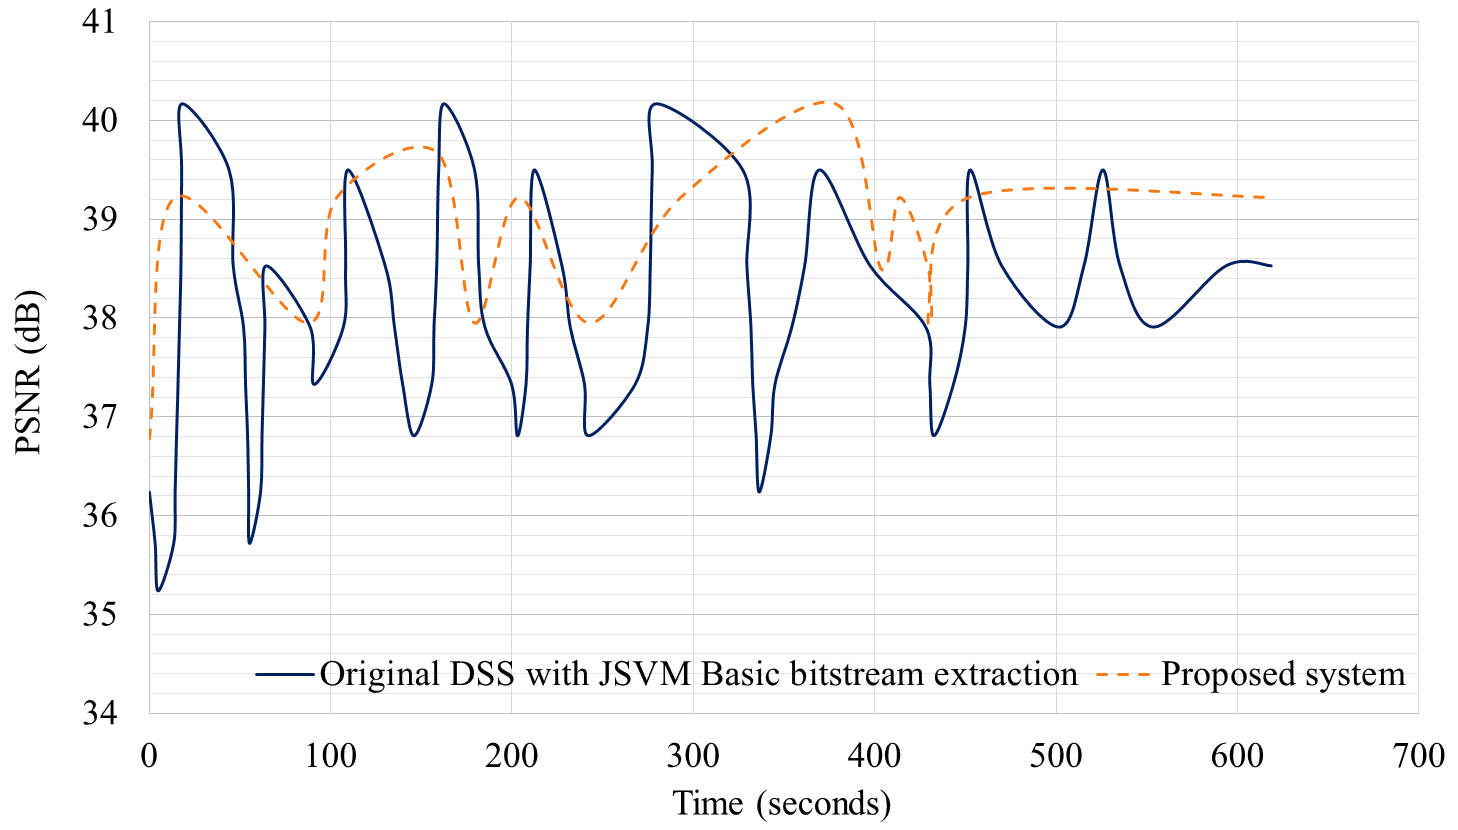 41
40
39
38
37
36
35
34
PSNR (dB)
Original DSS with JSVM Basic bitstream extraction
Proposed system
0 100 200 300 400 500 600 700
Time (seconds)